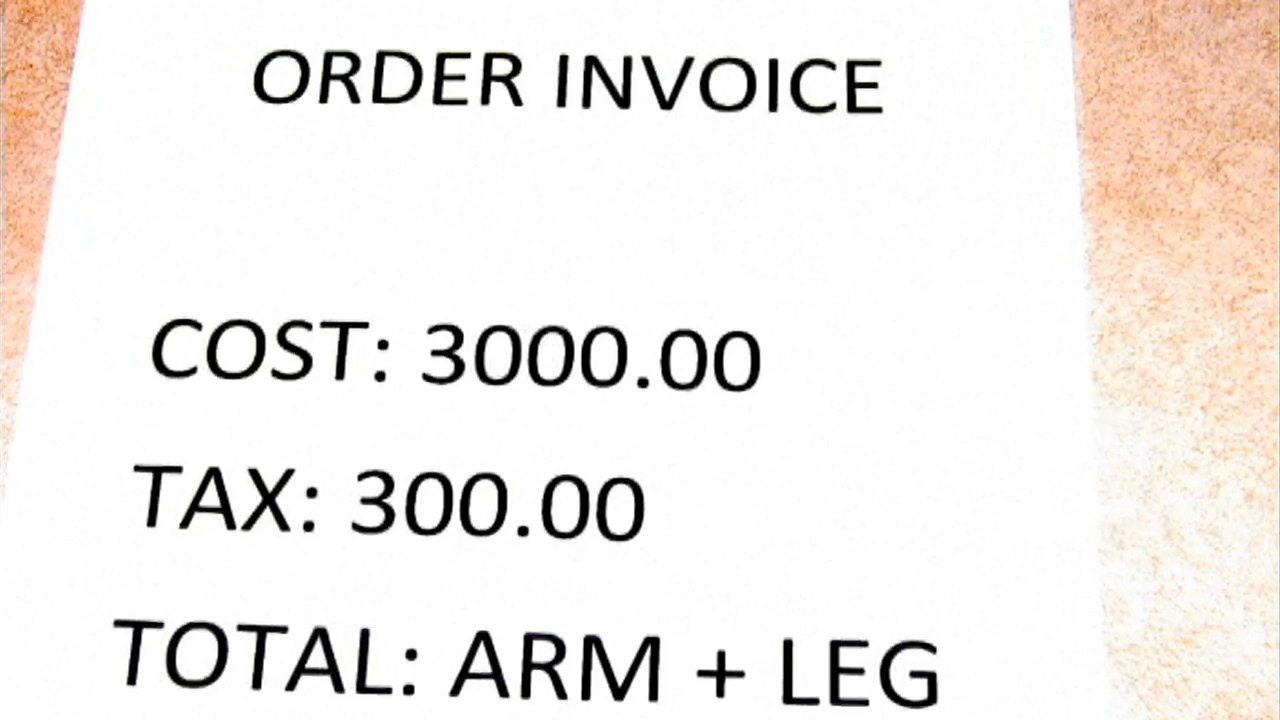 ORDER INVOICE
COST: 3000.00
TAX: 300.00
TOTAL: ARM + LEG